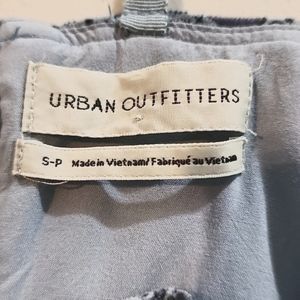 URBAN OUTFITTERS
S-P Made in Vietnam/ Fabriqué au Vietnam